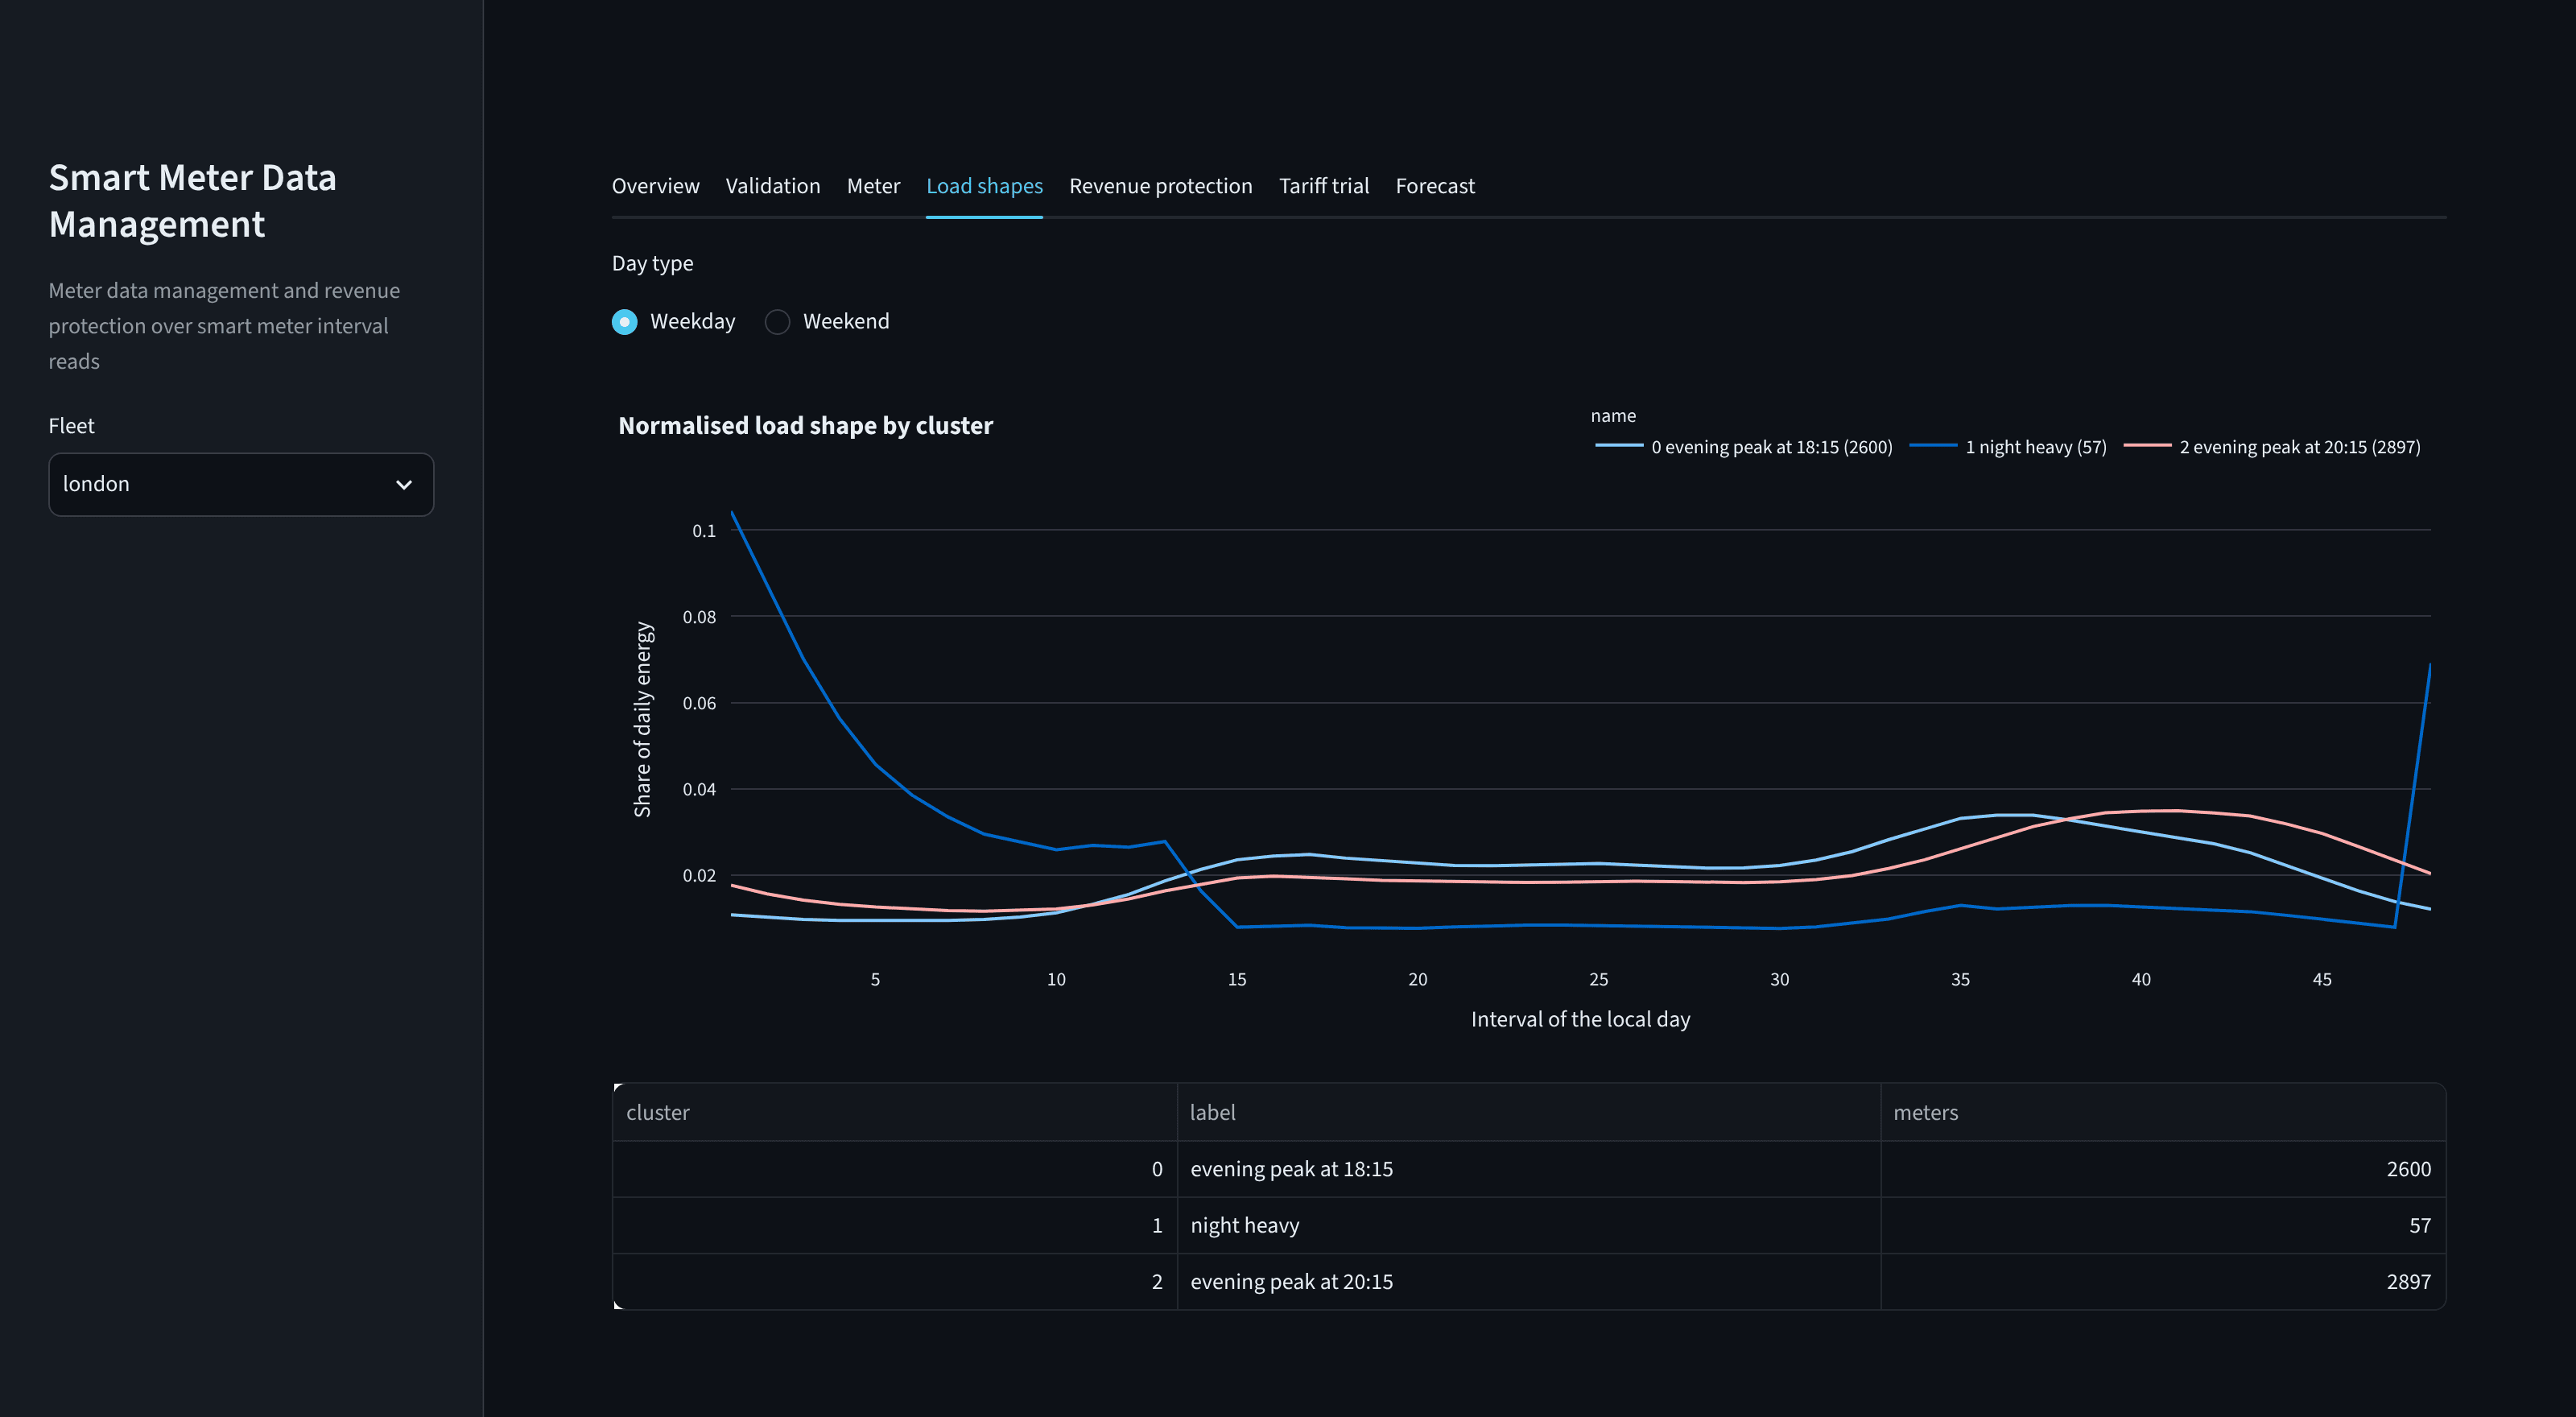 Smart Meter Data
Management
Meter data management and revenue
protection over smart meter interval
reads
Fleet
london
Overview Validation Meter Load shapes Revenue protection Tariff trial Forecast
Day type
Weekday Weekend
Normalised load shape by cluster
name
0 evening peak at 18:15 (2600) 1 night heavy (57) 2 evening peak at 20:15 (2897)
Share of daily energy
0.1
0.08
0.06
0.04
0.02
5 10 15 20 25 30 35 40 45
Interval of the local day
cluster label meters
0 evening peak at 18:15 2600
1 night heavy 57
2 evening peak at 20:15 2897